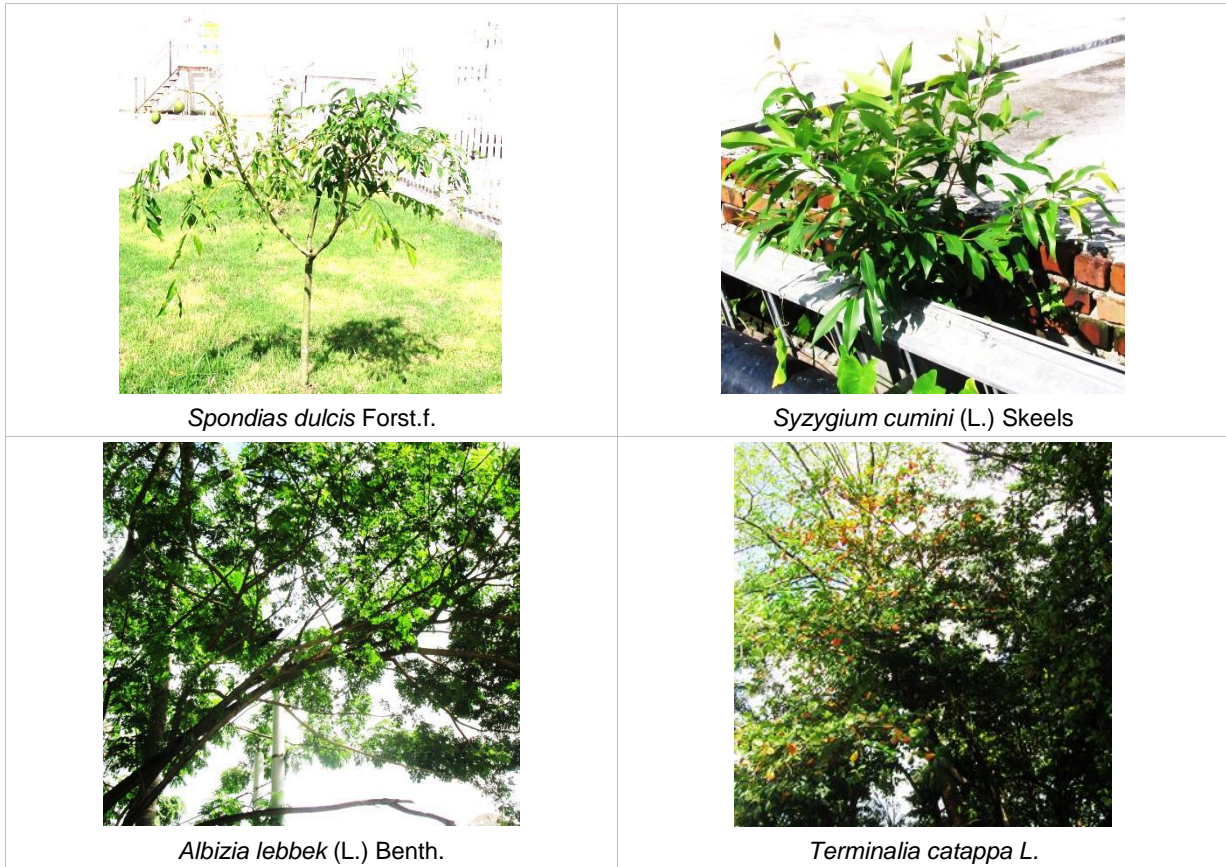 Spondias dulcis Forst.f.
Syzygium cumini (L.) Skeels
Albizia lebbek (L.) Benth.
Terminalia catappa L.